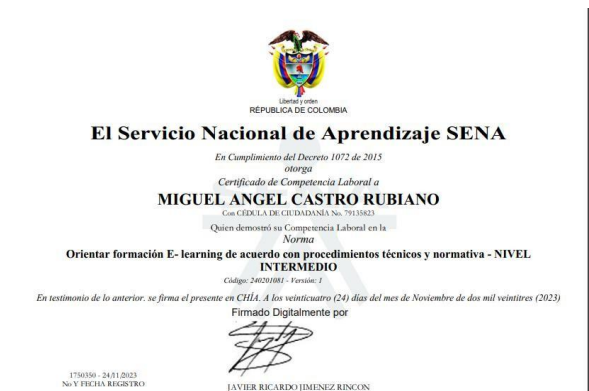 Libertad y orden
RÉPUBLICA DE COLOMBIA
El Servicio Nacional de Aprendizaje SENA
En Cumplimiento del Decreto 1072 de 2015
otorga
Certificado de Competencia Laboral a
MIGUEL ANGEL CASTRO RUBIANO
Con CÉDULA DE CIUDADANÍA No. 79135823
Quien demostró su Competencia Laboral en la
Norma
Orientar formación E- learning de acuerdo con procedimientos técnicos y normativa - NIVEL
INTERMEDIO
Código: 240201081 - Versión: 1
En testimonio de lo anterior. se firma el presente en CHÍA. A los veinticuatro (24) días del mes de Noviembre de dos mil veintitres (2023)
Firmado Digitalmente por
JAVIER RICARDO JIMENEZ RINCON
1750350 - 24/11/2023
No Y FECHA REGISTRO